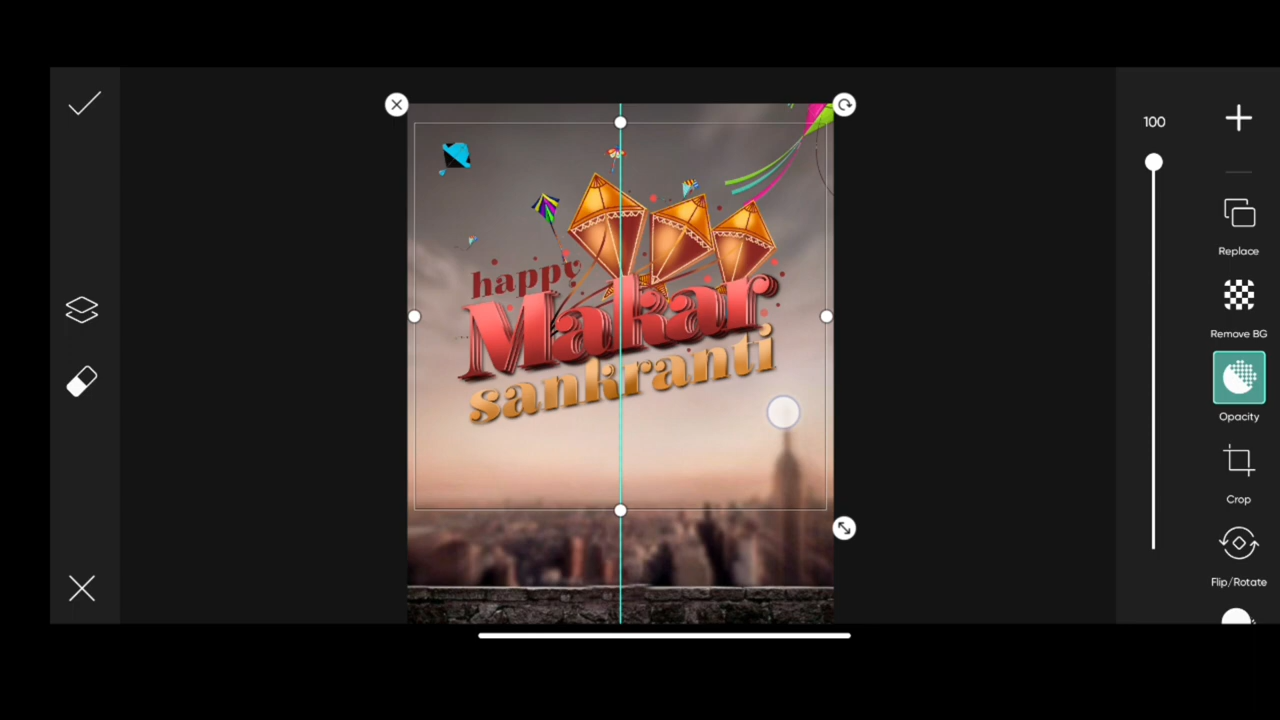 100
Replace
Remove BG
Opacity
Crop
Flip/Rotate
happy
Makar
sankranti